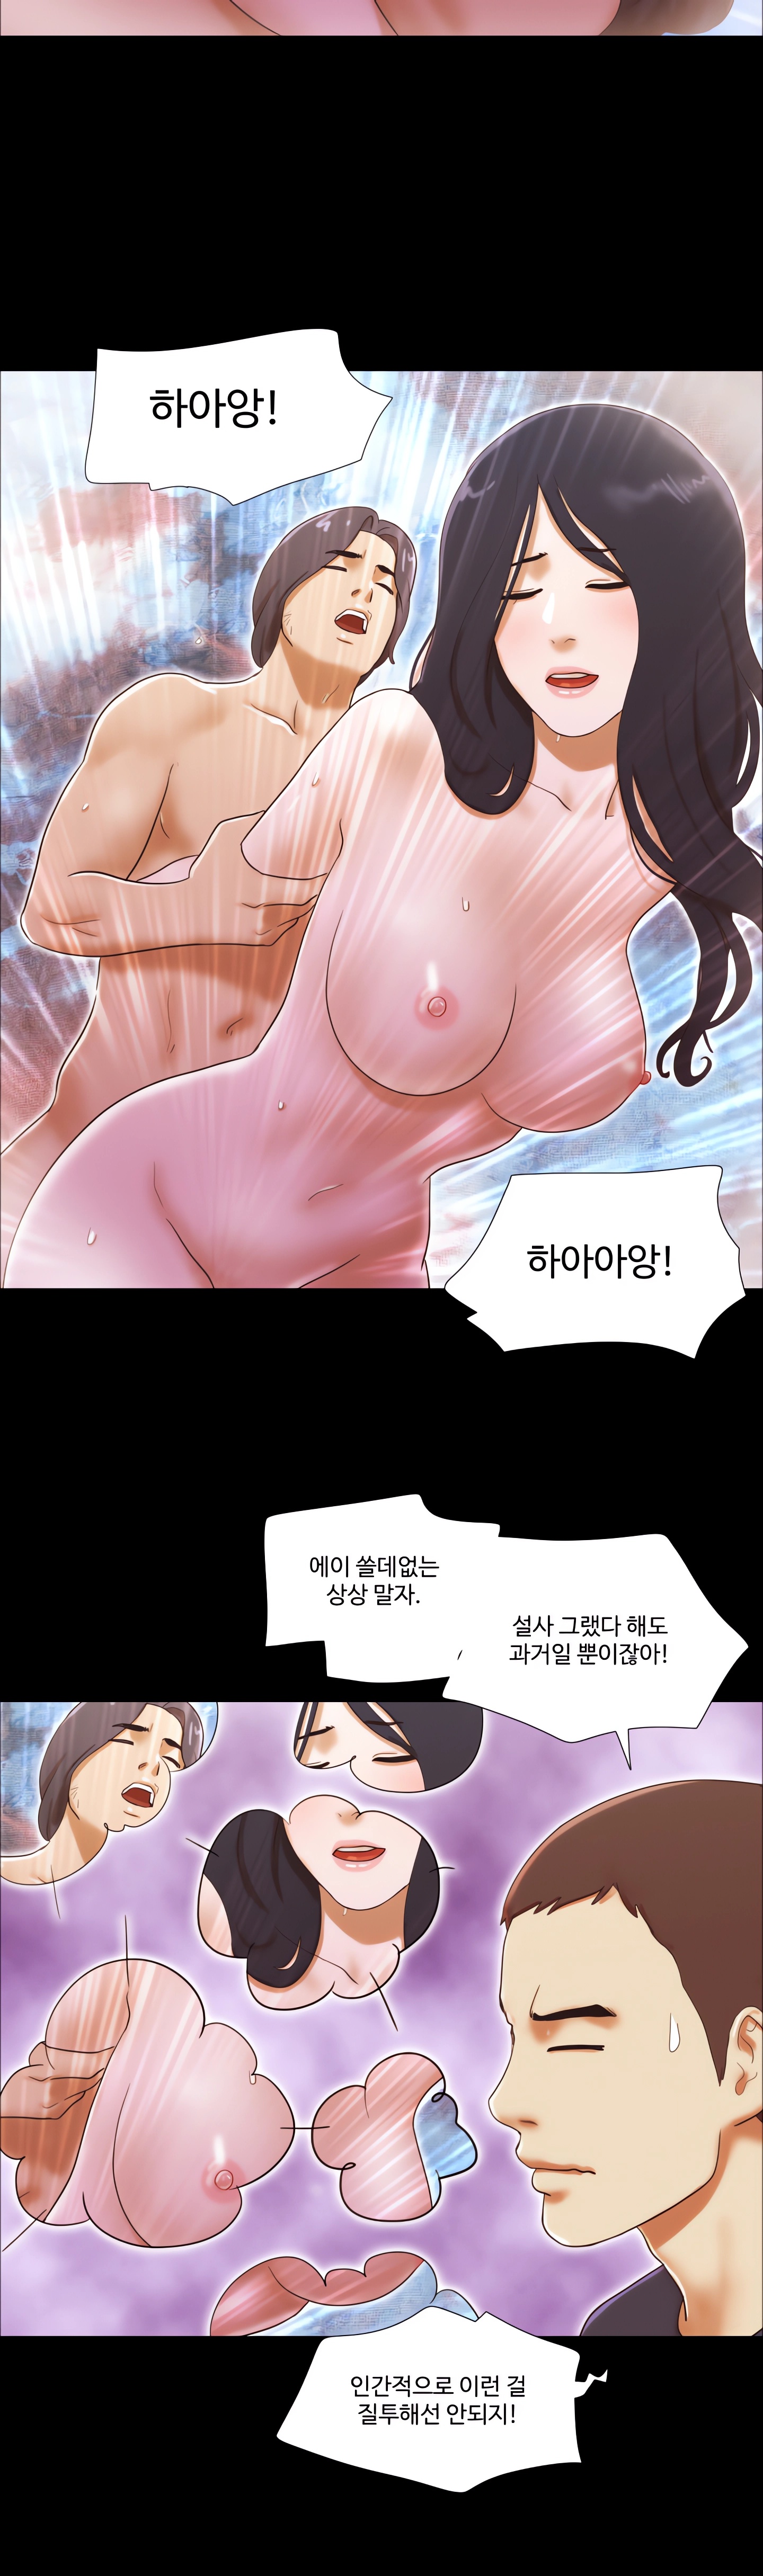 하아앙!
하아아앙!
에이 쓸데없는
상상 말자.
설사 그랬다 해도
과거일 뿐이잖아!
인간적으로 이런 걸
질투해선 안되지!